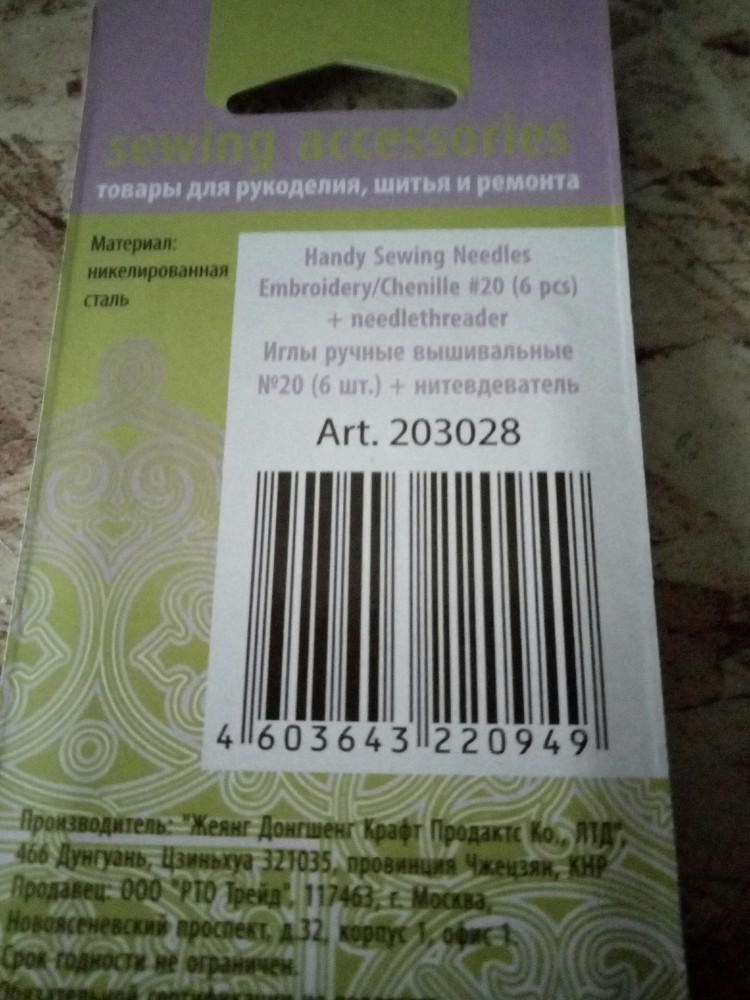 sewing accessories
товары для рукоделия, шитья и ремонта
Материал:
никелированная
сталь
Handy Sewing Needles
Embroidery/Chenille #20 (6 pcs)
+ needlethreader
Иглы ручные вышивальные
№20 (6 шт.) + нитевдеватель
Art. 203028
4 603643 220949
Производитель: "Жеянг Донгшенг Крафт Продактс Ко., ЛТД",
466 Дунгуань, Цзиньхуа 321035, провинция Чжецзян, КНР
Продавец: ООО "РТО Трейд", 117463, г. Москва,
Новоясеневский проспект, д.32, корпус 1, офис 1.
Срок годности не ограничен.
Обязательной сертификации не